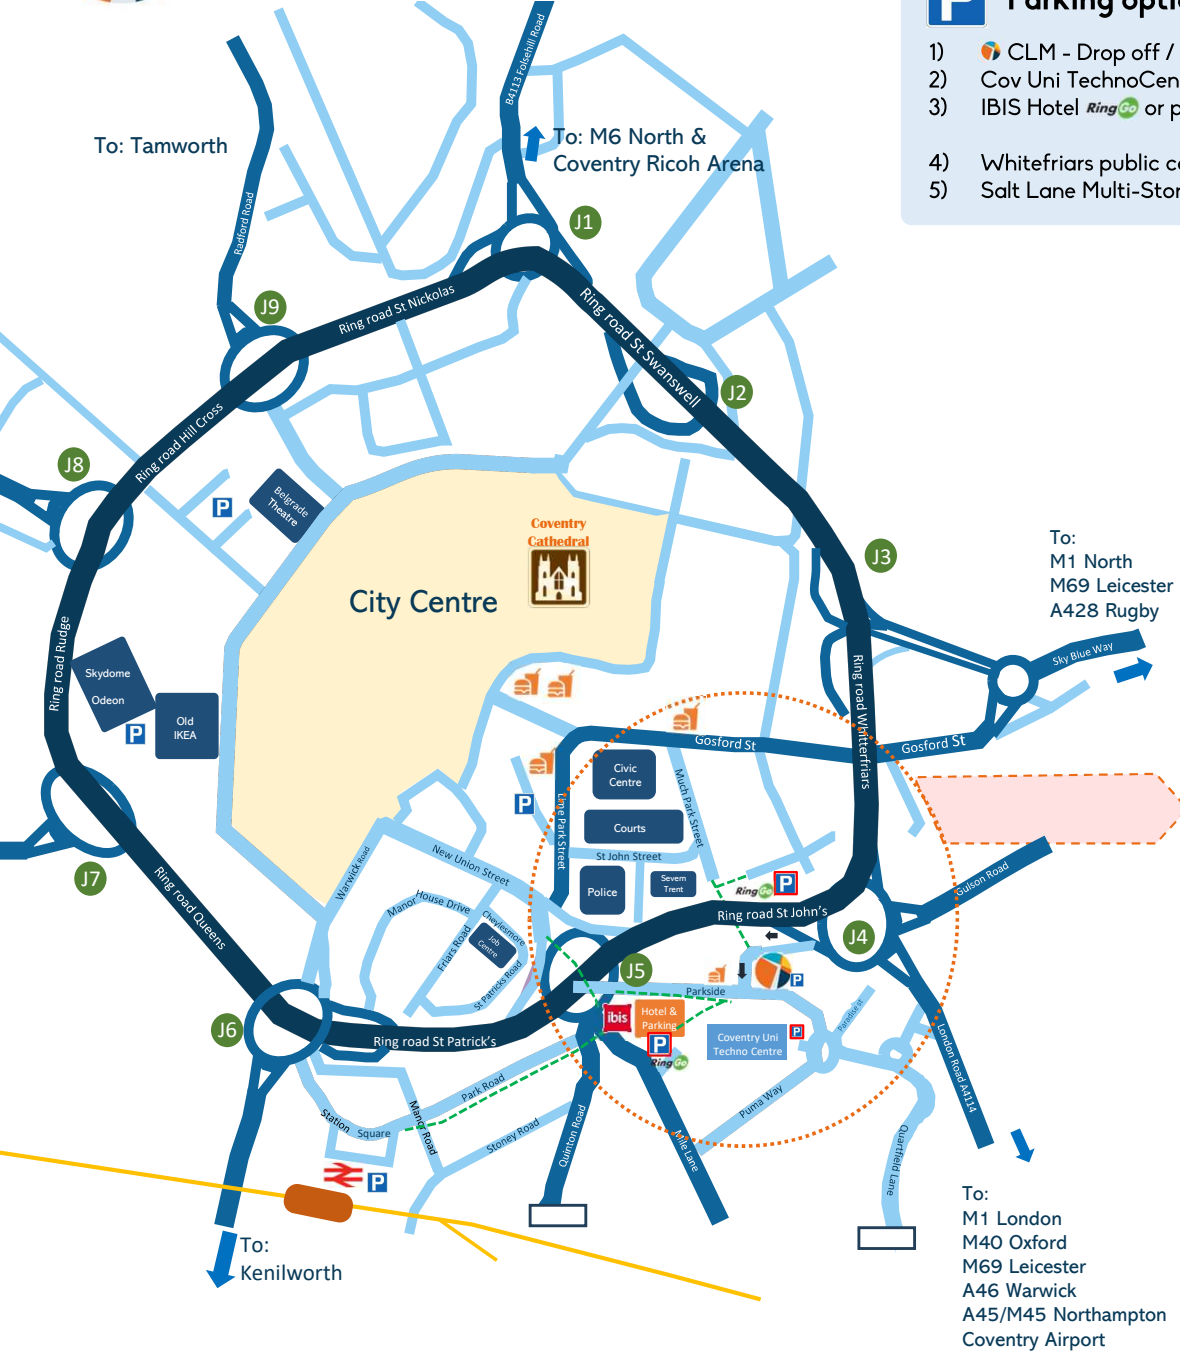 Parking opti
1) CLM - Drop off /
2) Cov Uni TechnoCen
3) IBIS Hotel RingGo or p
4) Whitefriars public c
5) Salt Lane Multi-Stor
B4113 Folsehill Road
To: Tamworth
To: M6 North &
Coventry Ricoh Arena
Radford Road
J1
J9
Ring road St Nickolas
Ring road St Swanswell
J2
Ring road Hill Cross
J8
P
Belgrade
Theatre
Coventry
Cathedral
City Centre
J3
To:
M1 North
M69 Leicester
A428 Rugby
Sky Blue Way
Ring road Rudge
Skydome
Odeon
P
Old
IKEA
Ring road Whitterfriars
Gosford St
Gosford St
Civic
Centre
P
Lime Park Street
Much Park Street
Courts
St John Street
New Union Street
Warwick Road
Police
Severn
Trent
RingGo
P
Gulson Road
J7
Ring road Queens
Manor House Drive
Cheylesmore
Friars Road
Job
Centre
St Patricks Road
Ring road St John's
J4
J5
P
Parkside
ibis
Hotel &
Parking
P
RingGo
Coventry Uni
Techno Centre
P
Paradise st
J6
Ring road St Patrick's
London Road A4114
Park Road
Puma Way
Station
Square
Manor Road
Stoney Road
Quinton Road
Mile Lane
Quartfield Lane
P
To:
Kenilworth
To:
M1 London
M40 Oxford
M69 Leicester
A46 Warwick
A45/M45 Northampton
Coventry Airport